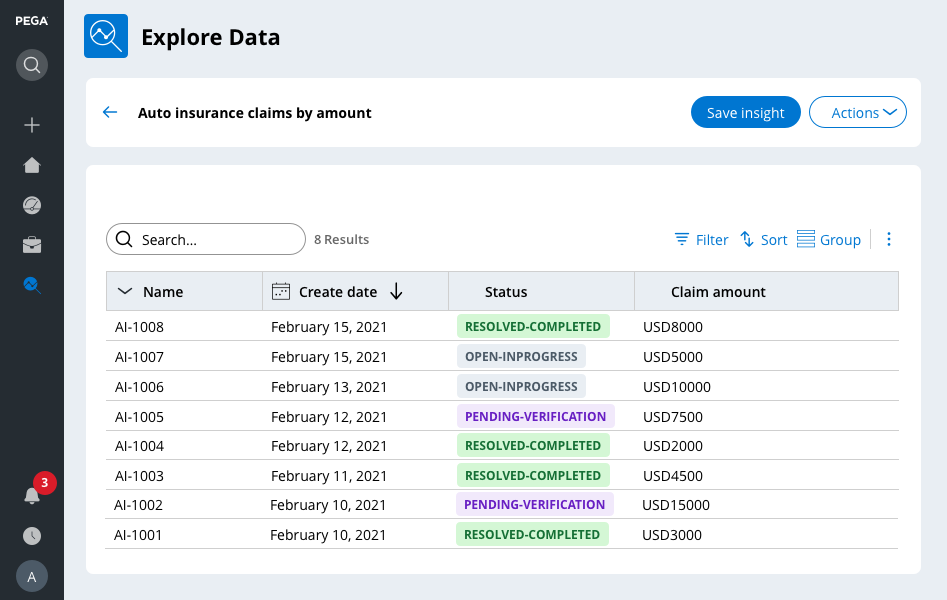 PEGA
Explore Data
Auto insurance claims by amount Save insight Actions
Search... 8 Results Filter Sort Group
Name Create date Status Claim amount
AI-1008 February 15, 2021 RESOLVED-COMPLETED USD8000
AI-1007 February 15, 2021 OPEN-INPROGRESS USD5000
AI-1006 February 13, 2021 OPEN-INPROGRESS USD10000
AI-1005 February 12, 2021 PENDING-VERIFICATION USD7500
AI-1004 February 12, 2021 RESOLVED-COMPLETED USD2000
AI-1003 February 11, 2021 RESOLVED-COMPLETED USD4500
3
AI-1002 February 10, 2021 PENDING-VERIFICATION USD15000
AI-1001 February 10, 2021 RESOLVED-COMPLETED USD3000
A